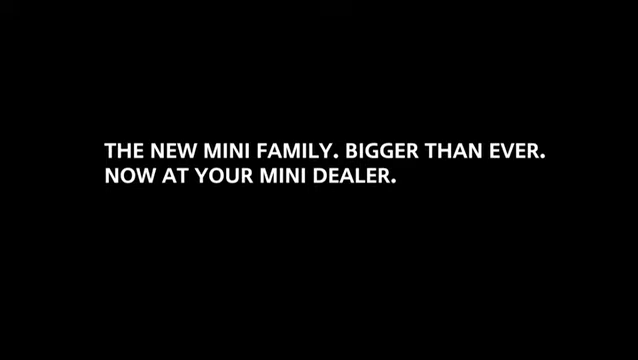 THE NEW MINI FAMILY. BIGGER THAN EVER.
NOW AT YOUR MINI DEALER.